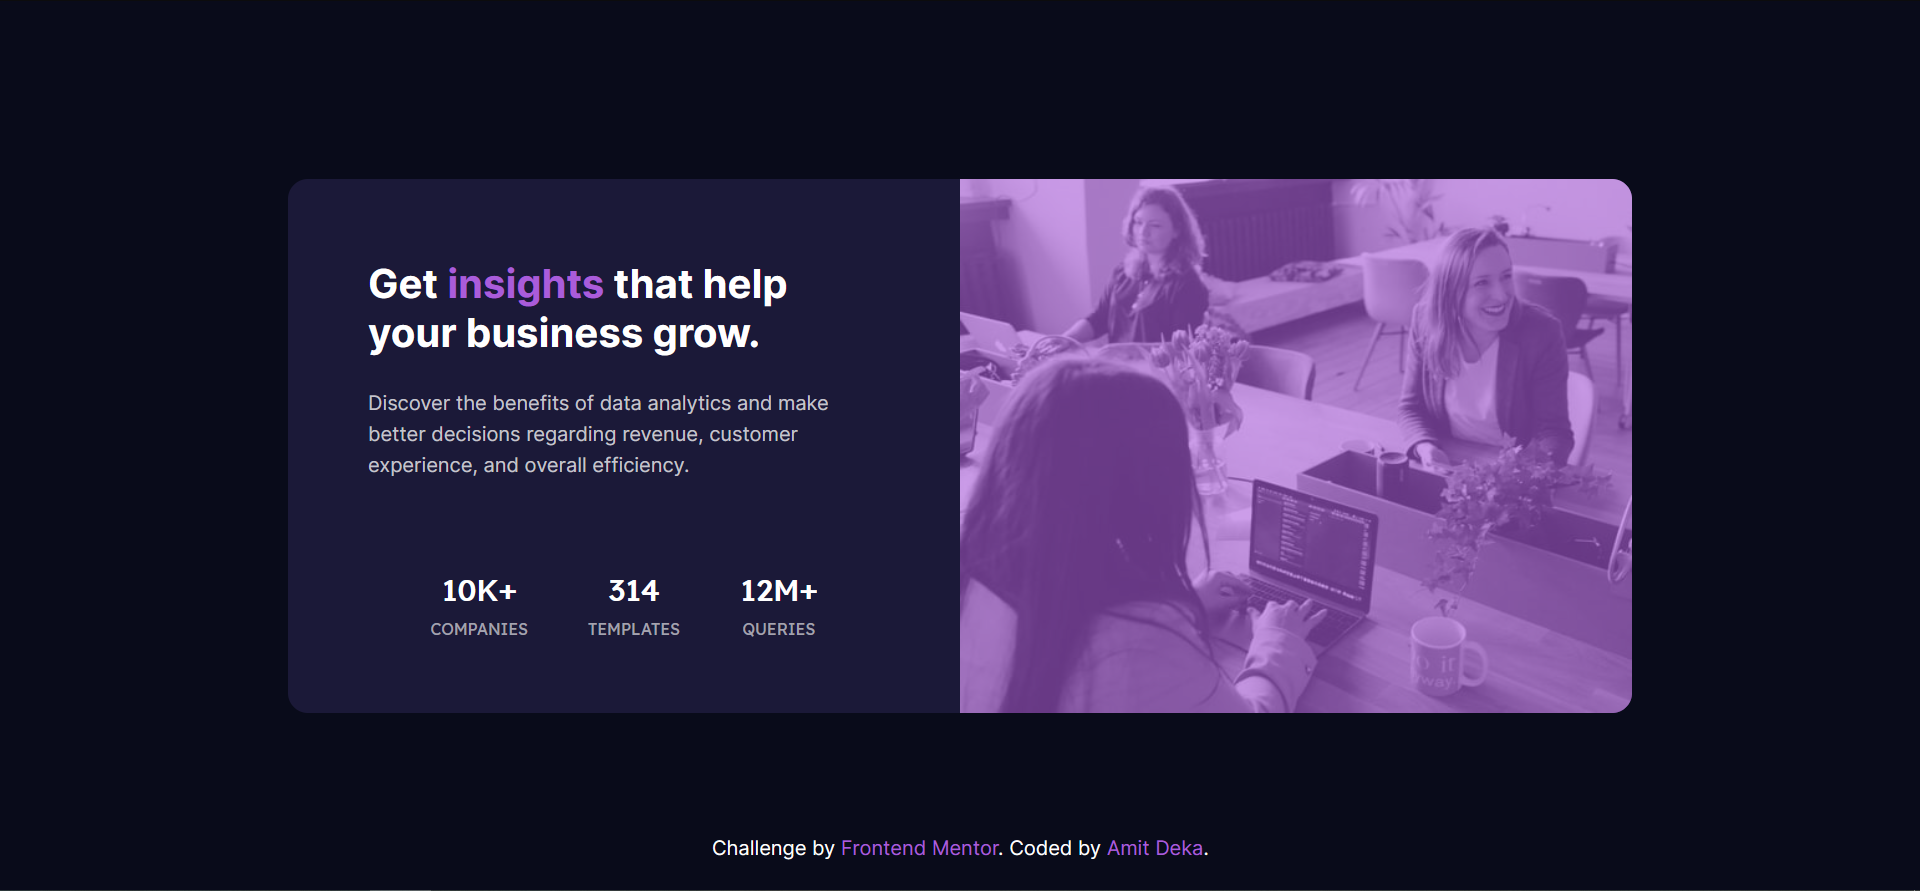 Get insights that help
your business grow.
Discover the benefits of data analytics and make
better decisions regarding revenue, customer
experience, and overall efficiency.
10K+ 314 12M+
COMPANIES TEMPLATES QUERIES
Challenge by Frontend Mentor. Coded by Amit Deka.